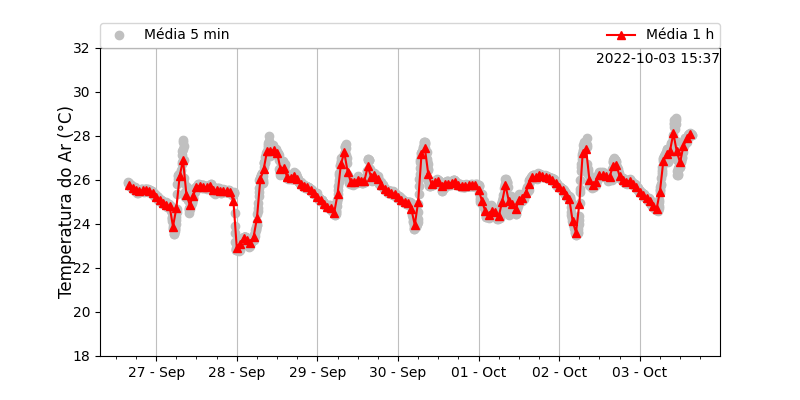 Média 5 min
Média 1 h
2022-10-03 15:37
Temperatura do Ar (°C)
32
30
28
26
24
22
20
18
27 - Sep
28 - Sep
29 - Sep
30 - Sep
01 - Oct
02 - Oct
03 - Oct